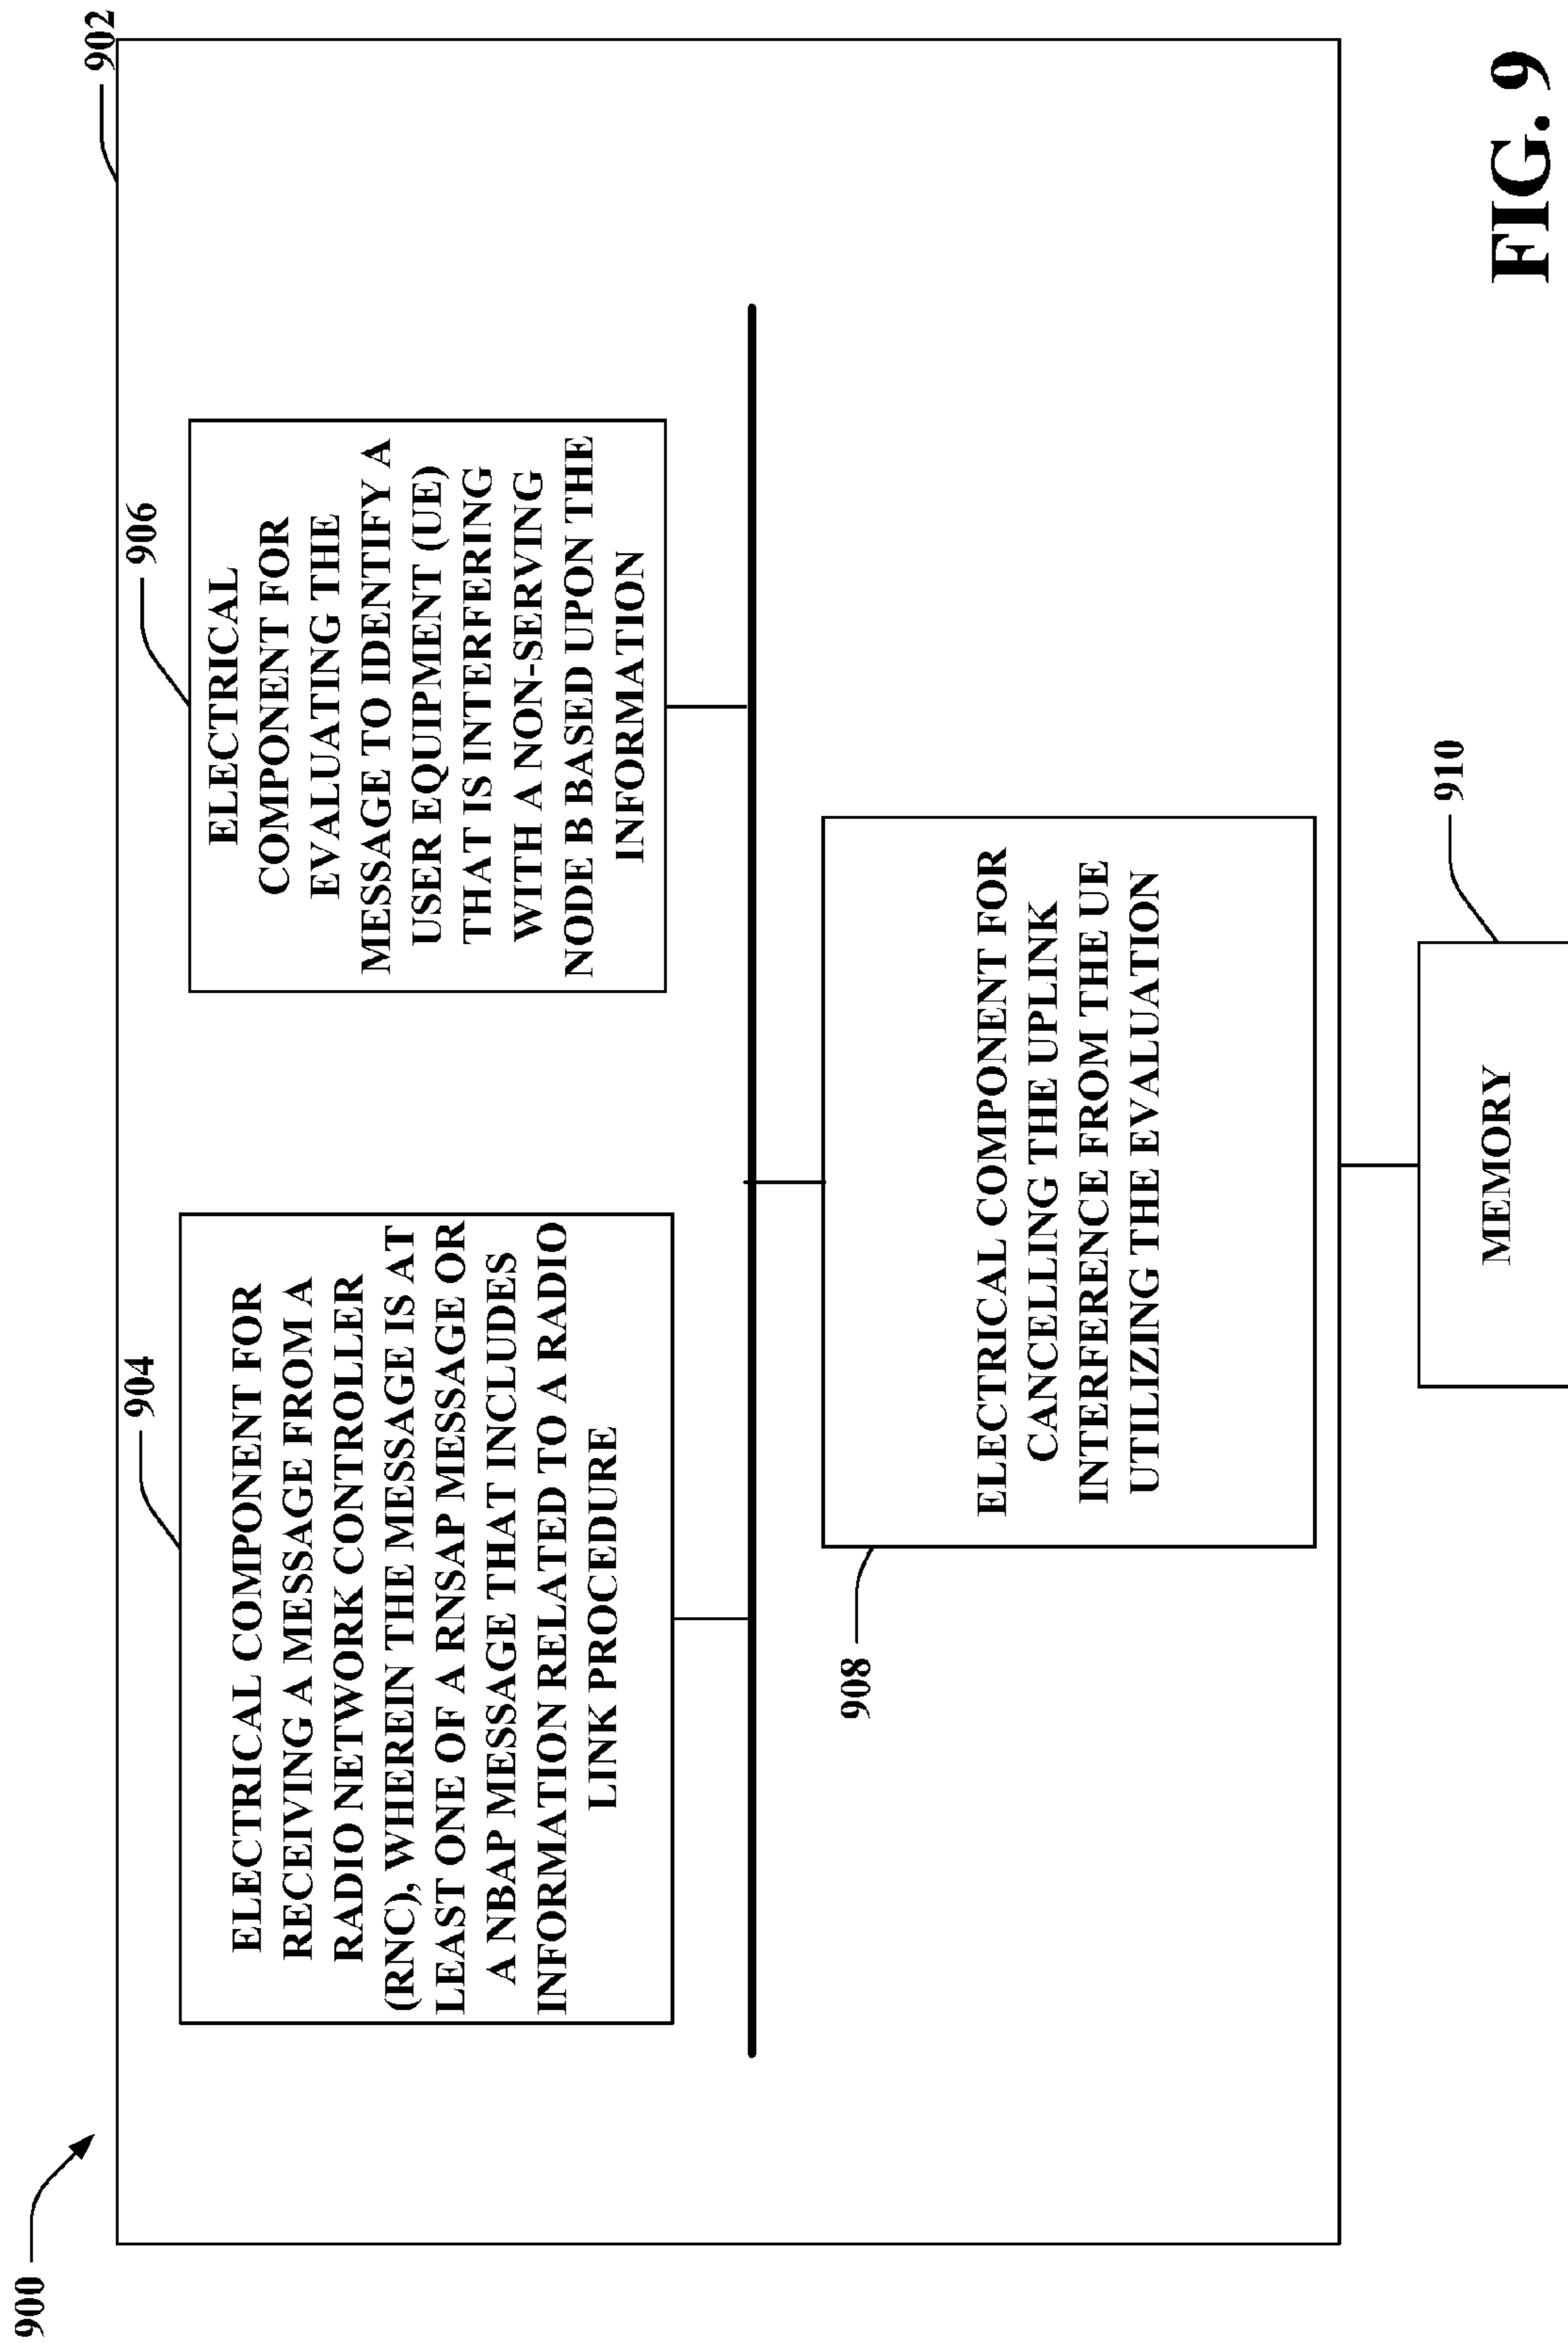 900
902
904
ELECTRICAL COMPONENT FOR
RECEIVING A MESSAGE FROM A
RADIO NETWORK CONTROLLER
(RNC), WHEREIN THE MESSAGE IS AT
LEAST ONE OF A RNSAP MESSAGE OR
A NBAP MESSAGE THAT INCLUDES
INFORMATION RELATED TO A RADIO
LINK PROCEDURE
906
ELECTRICAL
COMPONENT FOR
EVALUATING THE
MESSAGE TO IDENTIFY A
USER EQUIPMENT (UE)
THAT IS INTERFERING
WITH A NON-SERVING
NODE B BASED UPON THE
INFORMATION
908
ELECTRICAL COMPONENT FOR
CANCELLING THE UPLINK
INTERFERENCE FROM THE UE
UTILIZING THE EVALUATION
910
MEMORY
FIG. 9